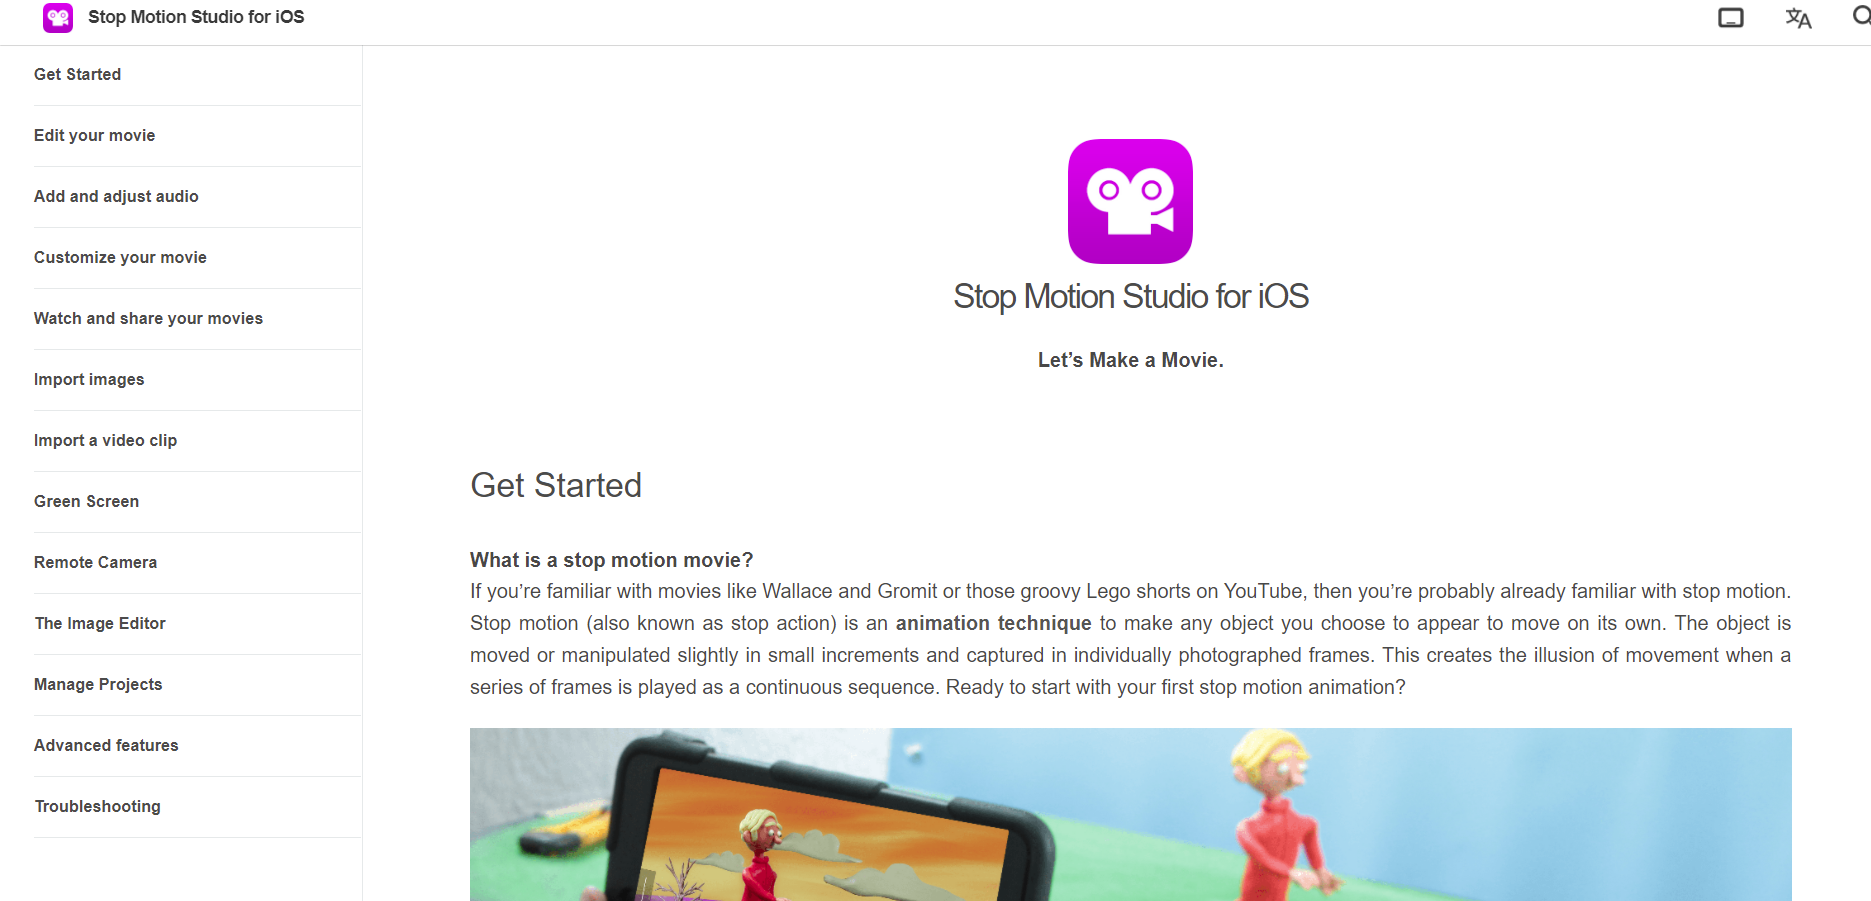 Stop Motion Studio for iOS
Get Started
Edit your movie
Add and adjust audio
Customize your movie
Watch and share your movies
Import images
Import a video clip
Green Screen
Remote Camera
The Image Editor
Manage Projects
Advanced features
Troubleshooting
Stop Motion Studio for iOS
Let’s Make a Movie.
Get Started
What is a stop motion movie?
If you’re familiar with movies like Wallace and Gromit or those groovy Lego shorts on YouTube, then you’re probably already familiar with stop motion.
Stop motion (also known as stop action) is an animation technique to make any object you choose to appear to move on its own. The object is
moved or manipulated slightly in small increments and captured in individually photographed frames. This creates the illusion of movement when a
series of frames is played as a continuous sequence. Ready to start with your first stop motion animation?